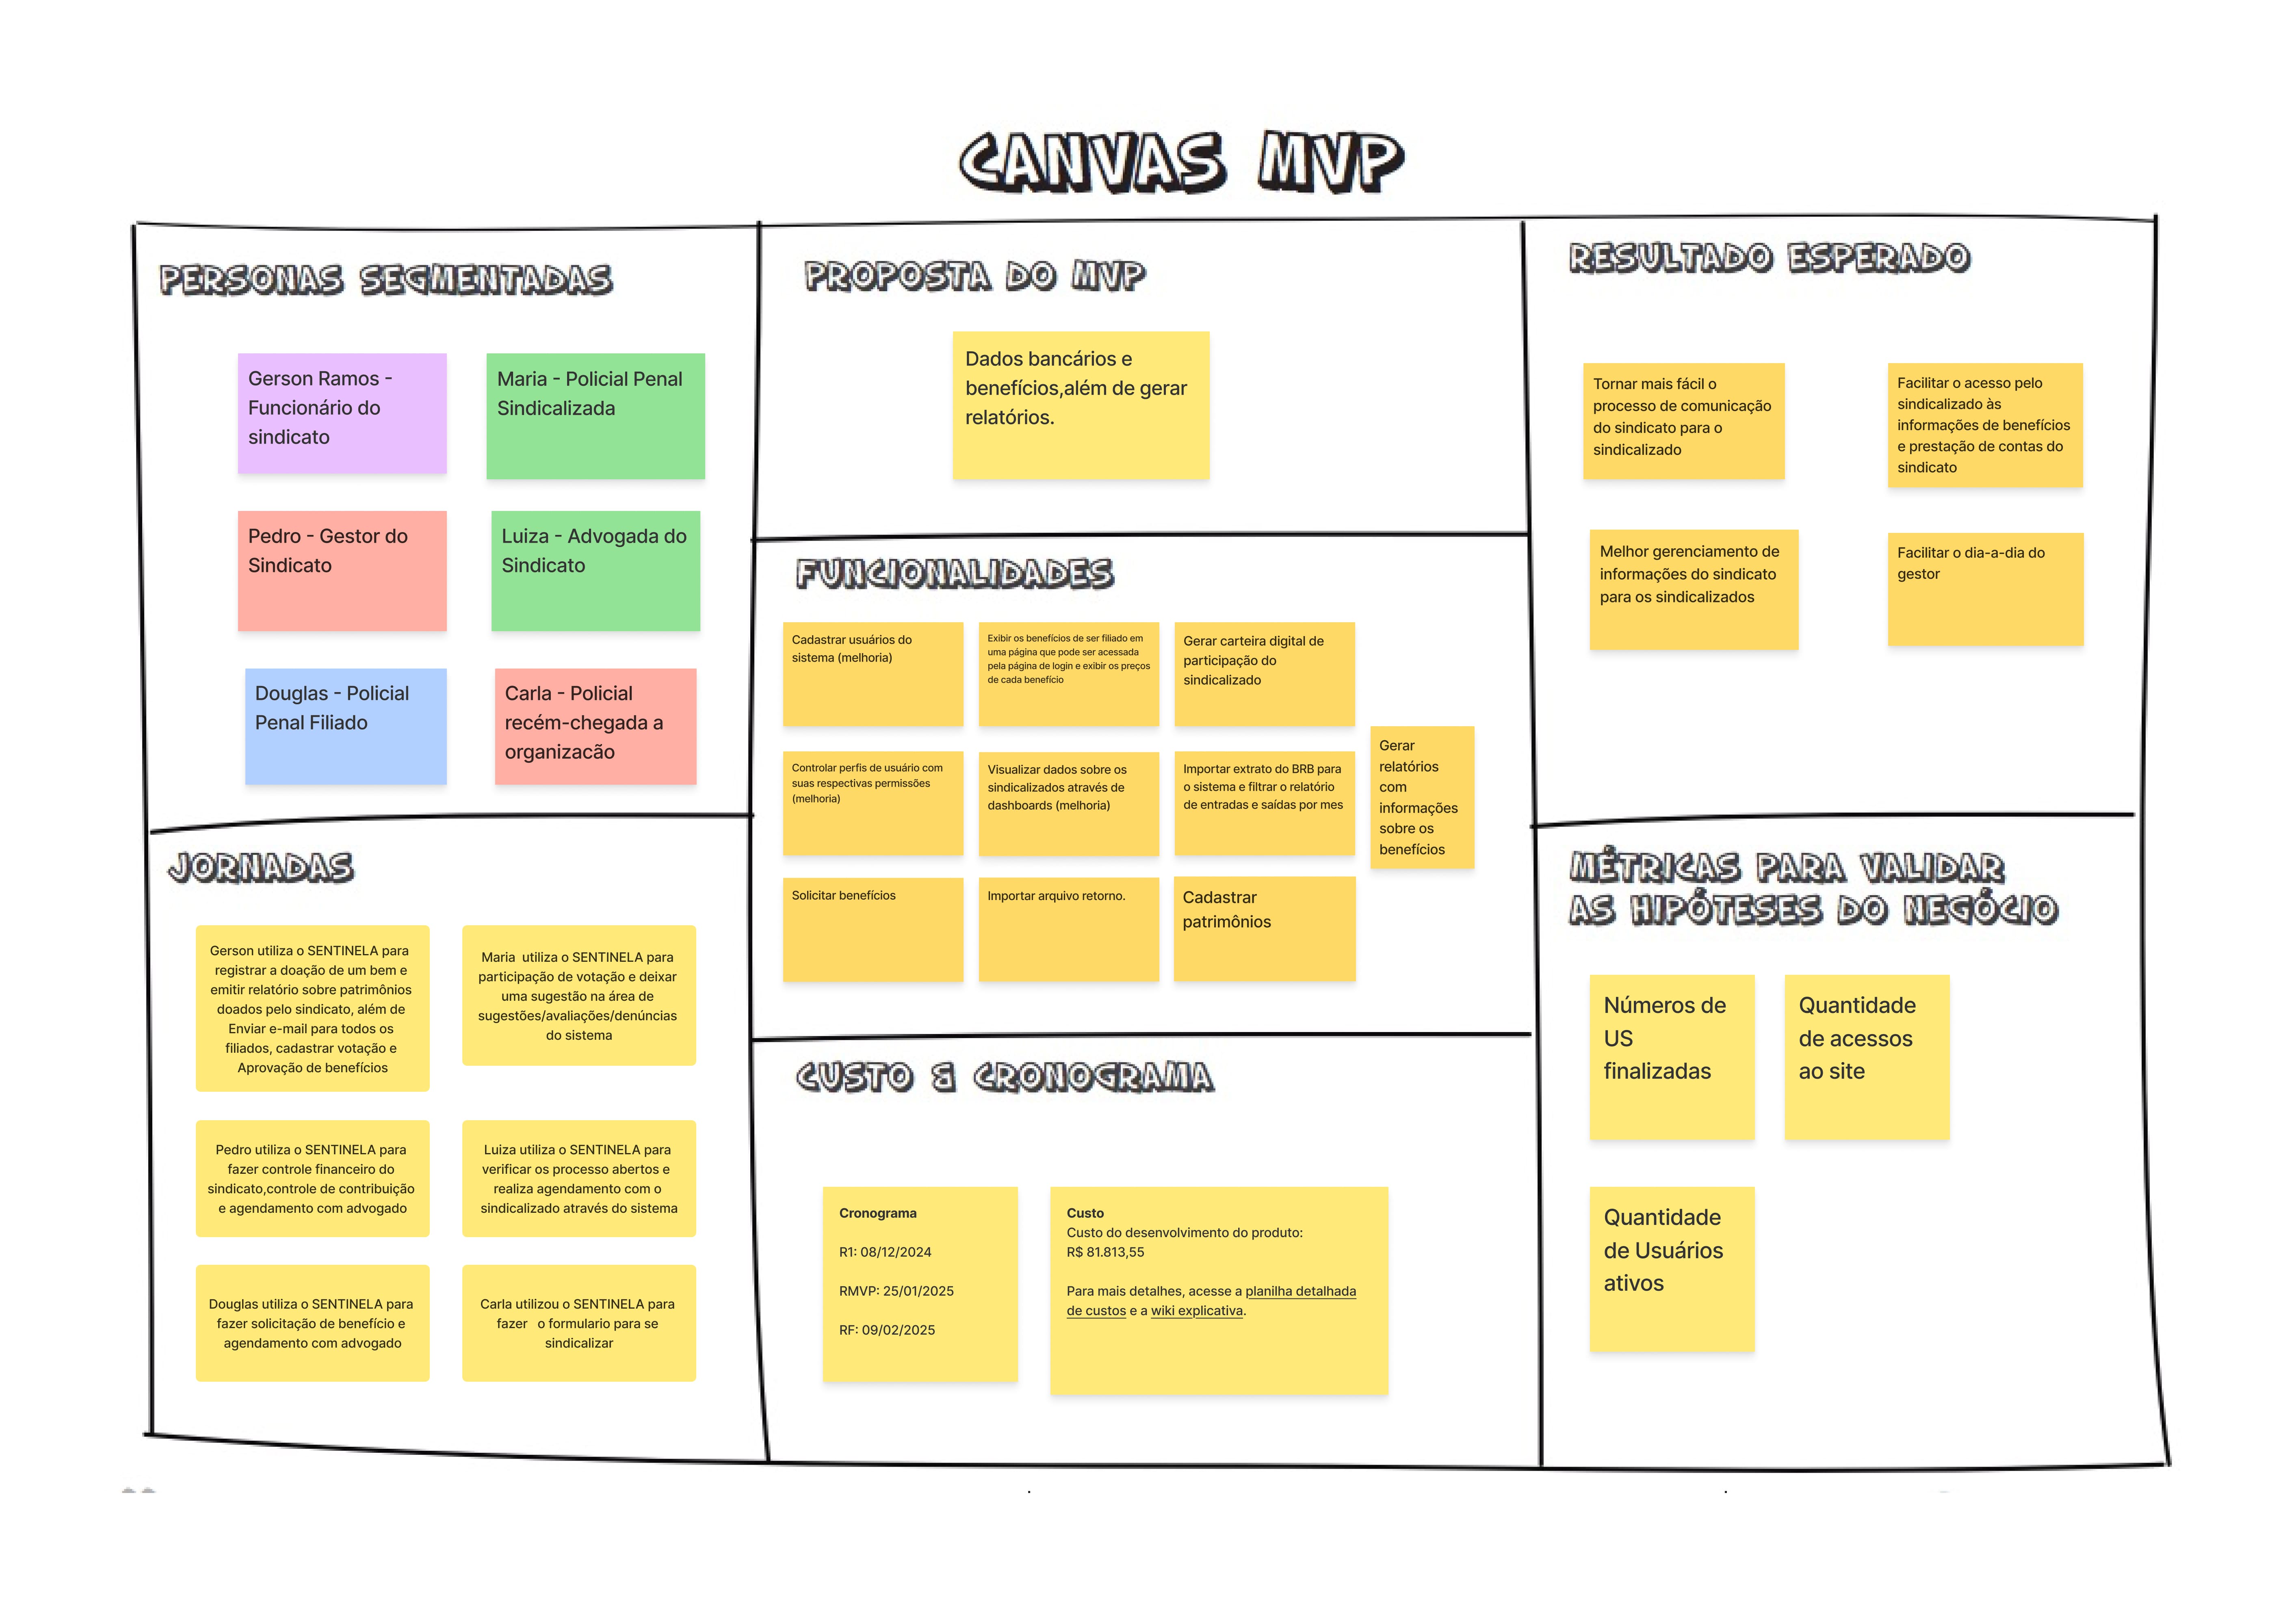 CANVAS MVP
PERSONAS SEGMENTADAS
Gerson Ramos -
Funcionário do
sindicato
Maria - Policial Penal
Sindicalizada
Pedro - Gestor do
Sindicato
Luiza - Advogada do
Sindicato
Douglas - Policial
Penal Filiado
Carla - Policial
recém-chegada a
organizacão
JORNADAS
Gerson utiliza o SENTINELA para
registrar a doação de um bem e
emitir relatório sobre patrimônios
doados pelo sindicato, além de
Enviar e-mail para todos os
filiados, cadastrar votação e
Aprovação de benefícios
Maria utiliza o SENTINELA para
participação de votação e deixar
uma sugestão na área de
sugestões/avaliações/denúncias
do sistema
Pedro utiliza o SENTINELA para
fazer controle financeiro do
sindicato,controle de contribuição
e agendamento com advogado
Luiza utiliza o SENTINELA para
verificar os processo abertos e
realiza agendamento com o
sindicalizado através do sistema
Douglas utiliza o SENTINELA para
fazer solicitação de benefício e
agendamento com advogado
Carla utilizou o SENTINELA para
fazer o formulario para se
sindicalizar
PROPOSTA DO MVP
Dados bancários e
benefícios,além de gerar
relatórios.
FUNCIONALIDADES
Cadastrar usuários do
sistema (melhoria)
Exibir os benefícios de ser filiado em
uma página que pode ser acessada
pela página de login e exibir os preços
de cada benefício
Gerar carteira digital de
participação do
sindicalizado
Controlar perfis de usuário com
suas respectivas permissões
(melhoria)
Visualizar dados sobre os
sindicalizados através de
dashboards (melhoria)
Importar extrato do BRB para
o sistema e filtrar o relatório
de entradas e saídas por mes
Gerar
relatórios
com
informações
sobre os
benefícios
Solicitar benefícios
Importar arquivo retorno.
Cadastrar
patrimônios
CUSTO & CRONOGRAMA
Cronograma
R1: 08/12/2024
RMVP: 25/01/2025
RF: 09/02/2025
Custo
Custo do desenvolvimento do produto:
R$ 81.813,55
Para mais detalhes, acesse a planilha detalhada
de custos e a wiki explicativa.
RESULTADO ESPERADO
Tornar mais fácil o
processo de comunicação
do sindicato para o
sindicalizado
Facilitar o acesso pelo
sindicalizado às
informações de benefícios
e prestação de contas do
sindicato
Melhor gerenciamento de
informações do sindicato
para os sindicalizados
Facilitar o dia-a-dia do
gestor
MÉTRICAS PARA VALIDAR
AS HIPÓTESES DO NEGÓCIO
Números de
US
finalizadas
Quantidade
de acessos
ao site
Quantidade
de Usuários
ativos